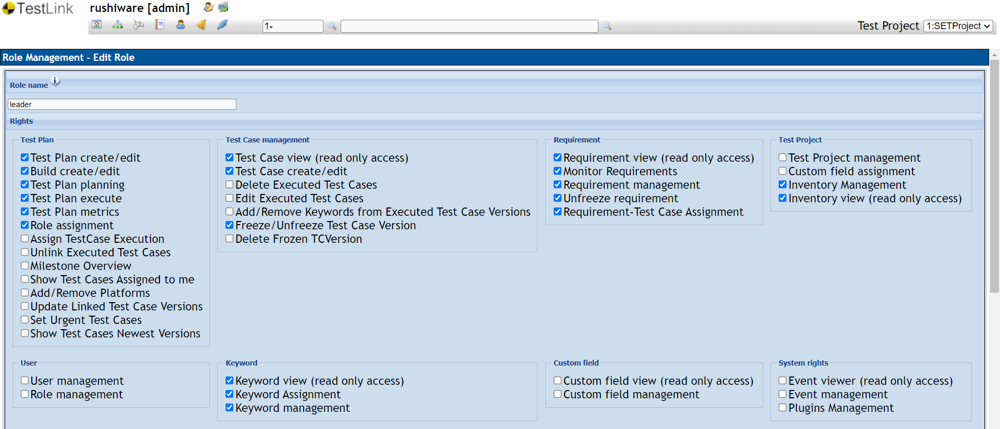 TestLink
rushiware [admin]
1-
Test Project 1:SETProject
Role Management - Edit Role
Role name
leader
Rights
Test Plan
Test Plan create/edit
Build create/edit
Test Plan planning
Test Plan execute
Test Plan metrics
Role assignment
Assign TestCase Execution
Unlink Executed Test Cases
Milestone Overview
Show Test Cases Assigned to me
Add/Remove Platforms
Update Linked Test Case Versions
Set Urgent Test Cases
Show Test Cases Newest Versions
Test Case management
Test Case view (read only access)
Test Case create/edit
Delete Executed Test Cases
Edit Executed Test Cases
Add/Remove Keywords from Executed Test Case Versions
Freeze/Unfreeze Test Case Version
Delete Frozen TCVersion
Requirement
Requirement view (read only access)
Monitor Requirements
Requirement management
Unfreeze requirement
Requirement-Test Case Assignment
Test Project
Test Project management
Custom field assignment
Inventory Management
Inventory view (read only access)
User
User management
Role management
Keyword
Keyword view (read only access)
Keyword Assignment
Keyword management
Custom field
Custom field view (read only access)
Custom field management
System rights
Event viewer (read only access)
Event management
Plugins Management